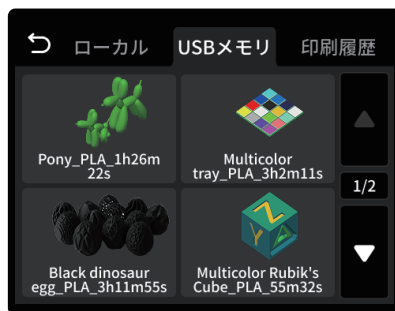 ローカル
USBメモリ
印刷履歴
Pony_PLA_1h26m
22s
Multicolor
tray_PLA_3h2m11s
1/2
Black dinosaur
egg_PLA_3h11m55s
Multicolor Rubik's
Cube_PLA_55m32s